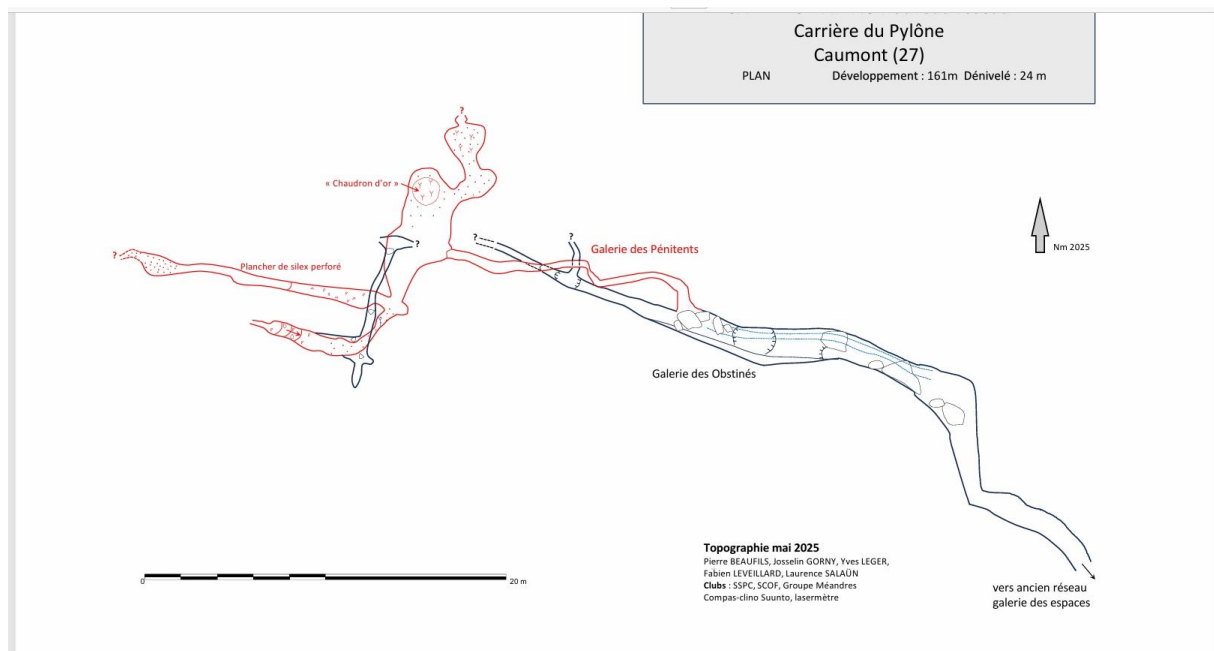 Carrière du Pylône
Caumont (27)
PLAN Développement : 161m Dénivelé : 24 m
?
« Chaudron d'or »
?
?
?
Galerie des Pénitents
Nm 2025
?
Plancher de silex perforé
Galerie des Obstinés
Topographie mai 2025
Pierre BEAUFILS, Josselin GORNY, Yves LEGER,
Fabien LEVEILLARD, Laurence SALAÜN
Clubs : SSPC, SCOF, Groupe Méandres
Compas-clino Suunto, lasermètre
0
20 m
vers ancien réseau
galerie des espaces